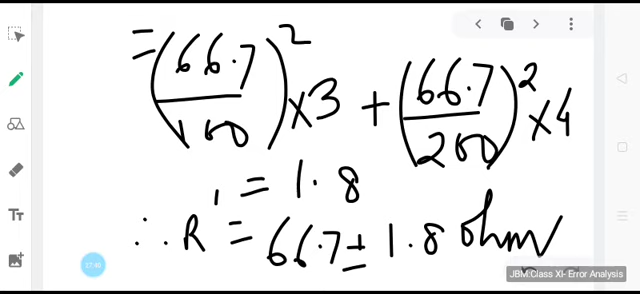 = (66.7/100)² × 3 + (66.7/200)² × 4
= 1.8
∴ R' = 66.7 ± 1.8 ohm
Tт
JBM:Class XI- Error Analysis